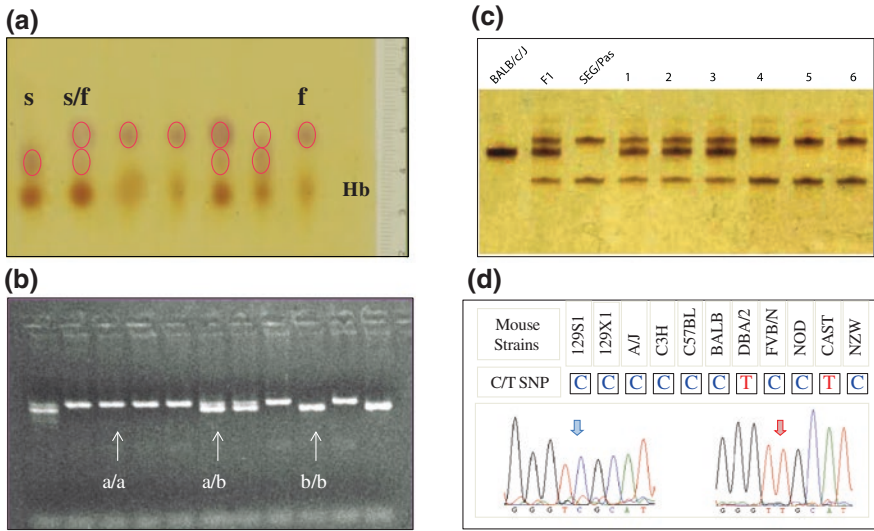 (a)
s s/f f
Hb
(b)
a/a a/b b/b
(c)
BALB/c/J F1 SEG/Pas 1 2 3 4 5 6
(d)
Mouse Strains 129S1 129X1 A/J C3H C57BL BALB DBA/2 FVB/N NOD CAST NZW
C/T SNP C C C C C C T C C T C
G G G T C G C A T G G G T T G C A T